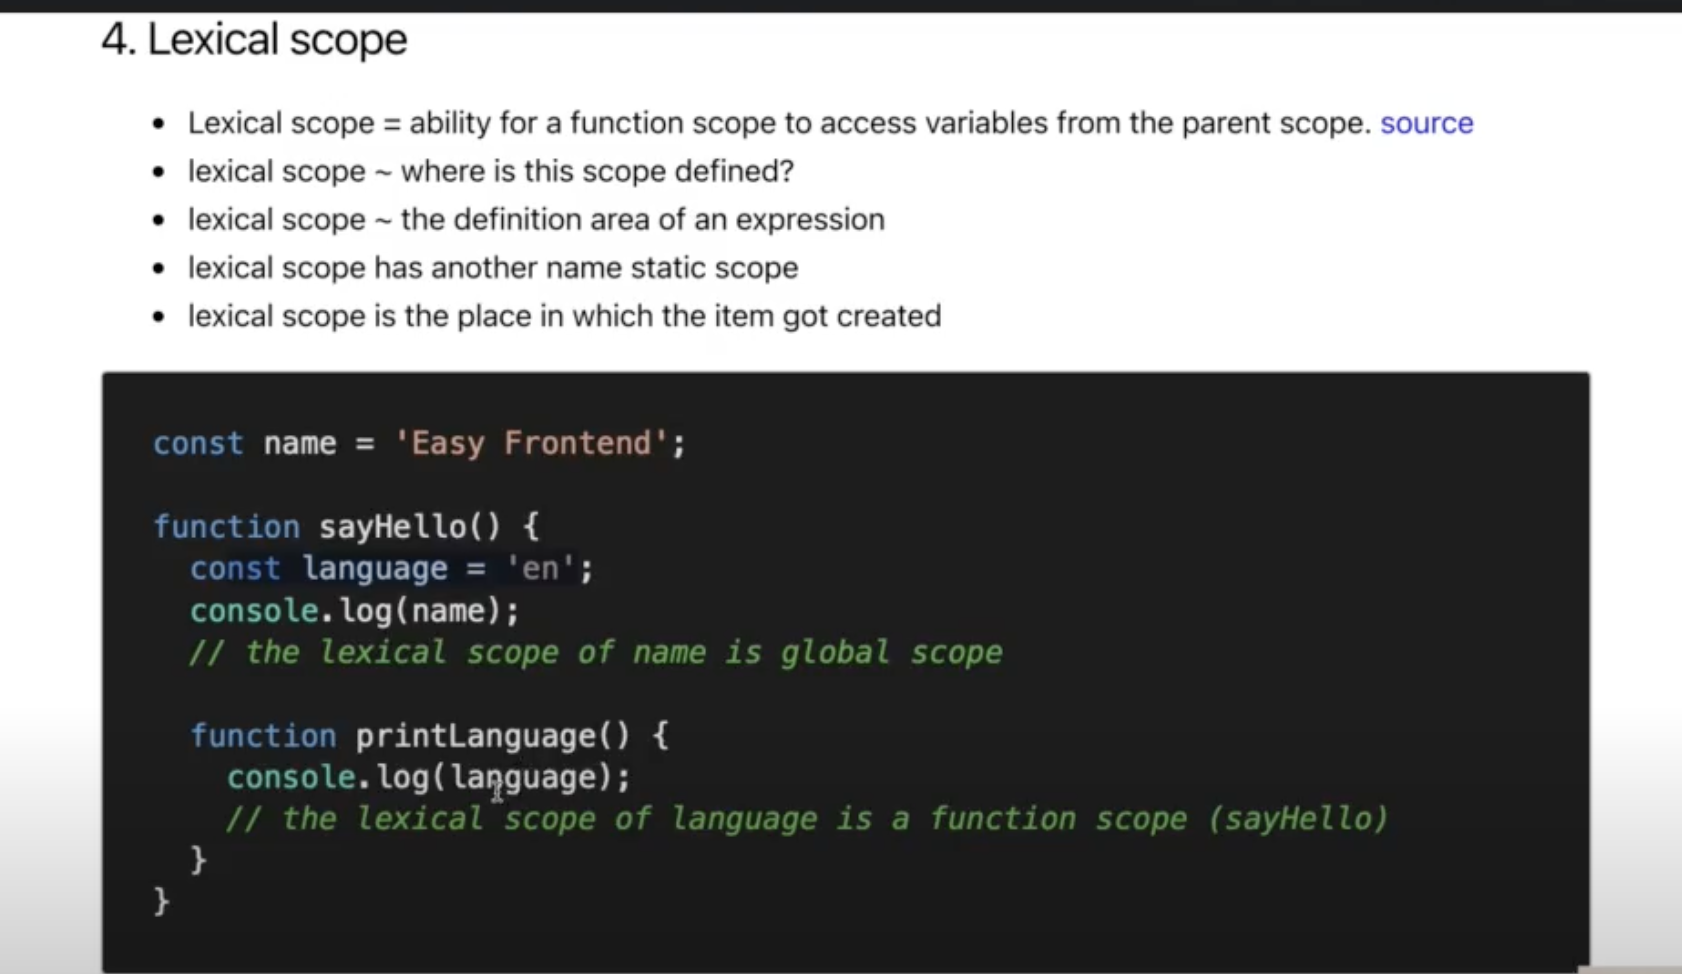 4. Lexical scope
• Lexical scope = ability for a function scope to access variables from the parent scope. source
• lexical scope ~ where is this scope defined?
• lexical scope ~ the definition area of an expression
• lexical scope has another name static scope
• lexical scope is the place in which the item got created
const name = 'Easy Frontend';
function sayHello() {
  const language = 'en';
  console.log(name);
  // the lexical scope of name is global scope
  function printLanguage() {
    console.log(language);
    // the lexical scope of language is a function scope (sayHello)
  }
}